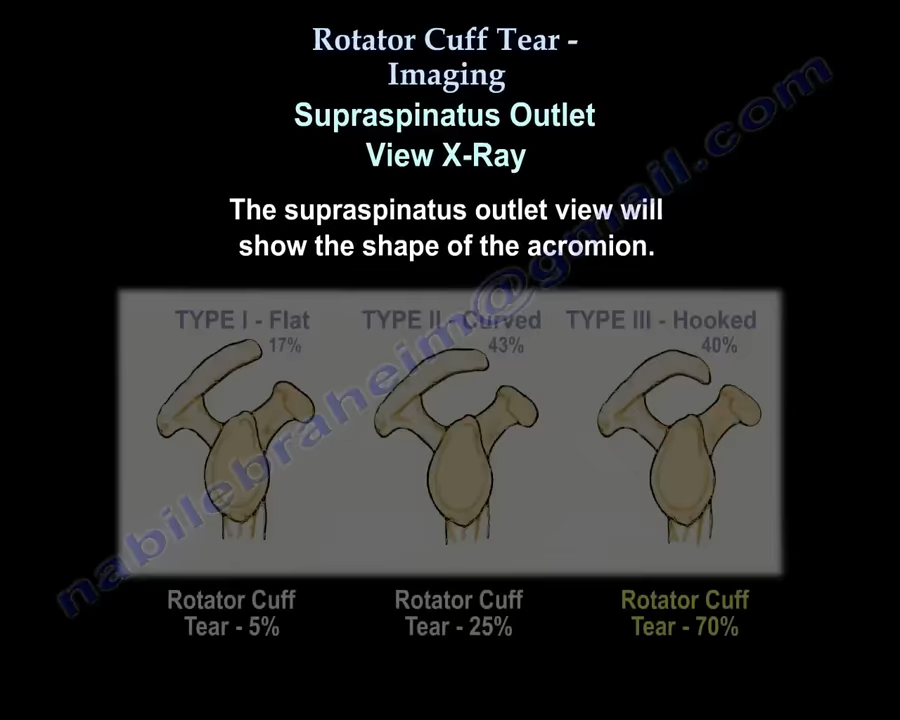 Rotator Cuff Tear -
Imaging
Supraspinatus Outlet
View X-Ray
The supraspinatus outlet view will
show the shape of the acromion.
TYPE I - Flat
17%
TYPE II - Curved
43%
TYPE III - Hooked
40%
Rotator Cuff
Tear - 5%
Rotator Cuff
Tear - 25%
Rotator Cuff
Tear - 70%
nabilebraheim@gmail.com